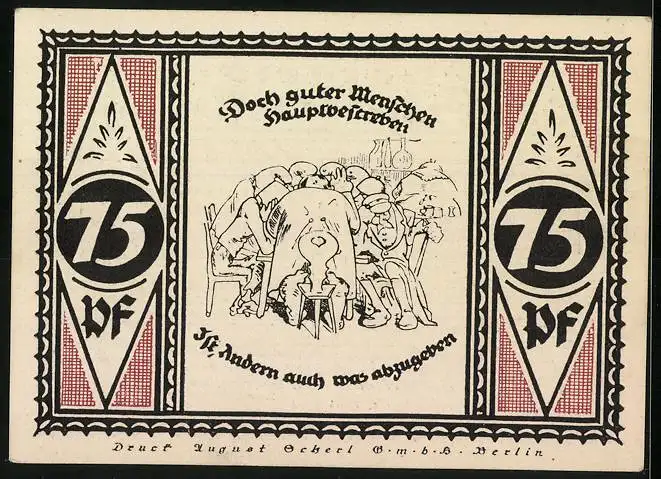 Doch guter Menschen
Hauptbestreben
75
Pf
75
Pf
Ist Andern auch was abzugeben
Druck August Scherl G·m·b·H· Berlin